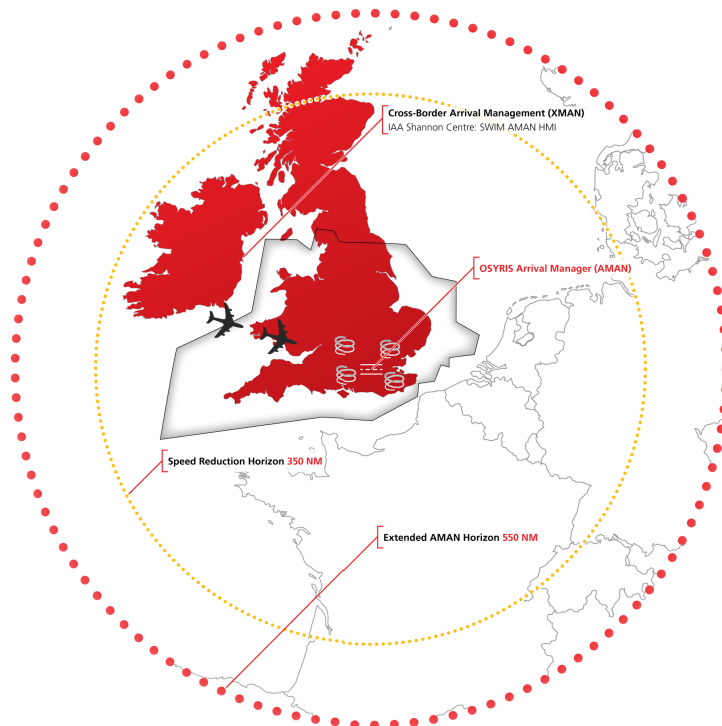 Cross-Border Arrival Management (XMAN)
IAA Shannon Centre: SWIM AMAN HMI
OSYRIS Arrival Manager (AMAN)
Speed Reduction Horizon 350 NM
Extended AMAN Horizon 550 NM